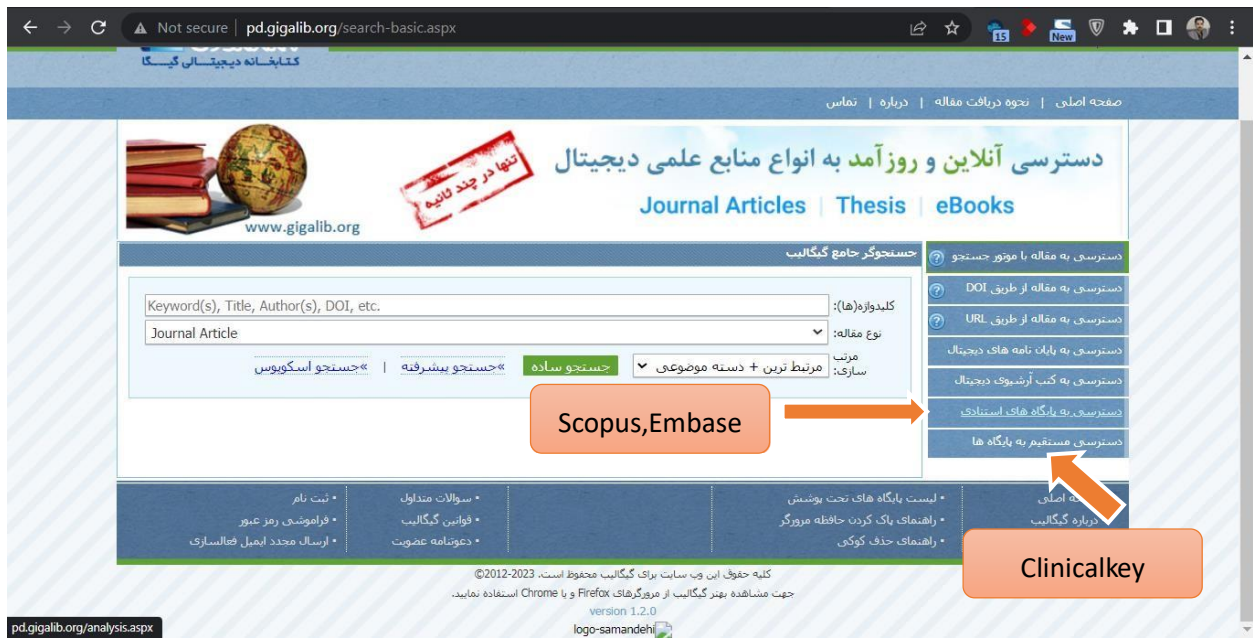 Not secure | pd.gigalib.org/search-basic.aspx
15
New
کتابخانه دیجیتالی گیگا
صفحه اصلی | نحوه دریافت مقاله | درباره | تماس
دسترسی آنلاین و روزآمد به انواع منابع علمی دیجیتال
تنها در چند ثانیه
Journal Articles | Thesis | eBooks
www.gigalib.org
دسترسی به مقاله با موتور جستجو
دسترسی به مقاله از طریق DOI
دسترسی به مقاله از طریق URL
دسترسی به پایان نامه های دیجیتال
دسترسی به کتب آرشیوی دیجیتال
دسترسی به پایگاه های استنادی
دسترسی مستقیم به پایگاه ها
جستجوگر جامع گیگالیب
کلیدواژه(ها):
Keyword(s), Title, Author(s), DOI, etc.
نوع مقاله:
Journal Article
مرتب سازی:
مرتبط ترین + دسته موضوعی
جستجو ساده
»جستجو پیشرفته | »جستجو اسکوپوس
Scopus,Embase
Clinicalkey
درباره گیگالیب
• لیست پایگاه های تحت پوشش
• راهنمای پاک کردن حافظه مرورگر
• راهنمای حذف کوکی
• سوالات متداول
• قوانین گیگالیب
• دعوتنامه عضویت
• ثبت نام
• فراموشی رمز عبور
• ارسال مجدد ایمیل فعالسازی
کلیه حقوق این وب سایت برای گیگالیب محفوظ است. 2023-2012©
جهت مشاهده بهتر گیگالیب از مرورگرهای Firefox و یا Chrome استفاده نمایید.
version 1.2.0
logo-samandehi
pd.gigalib.org/analysis.aspx